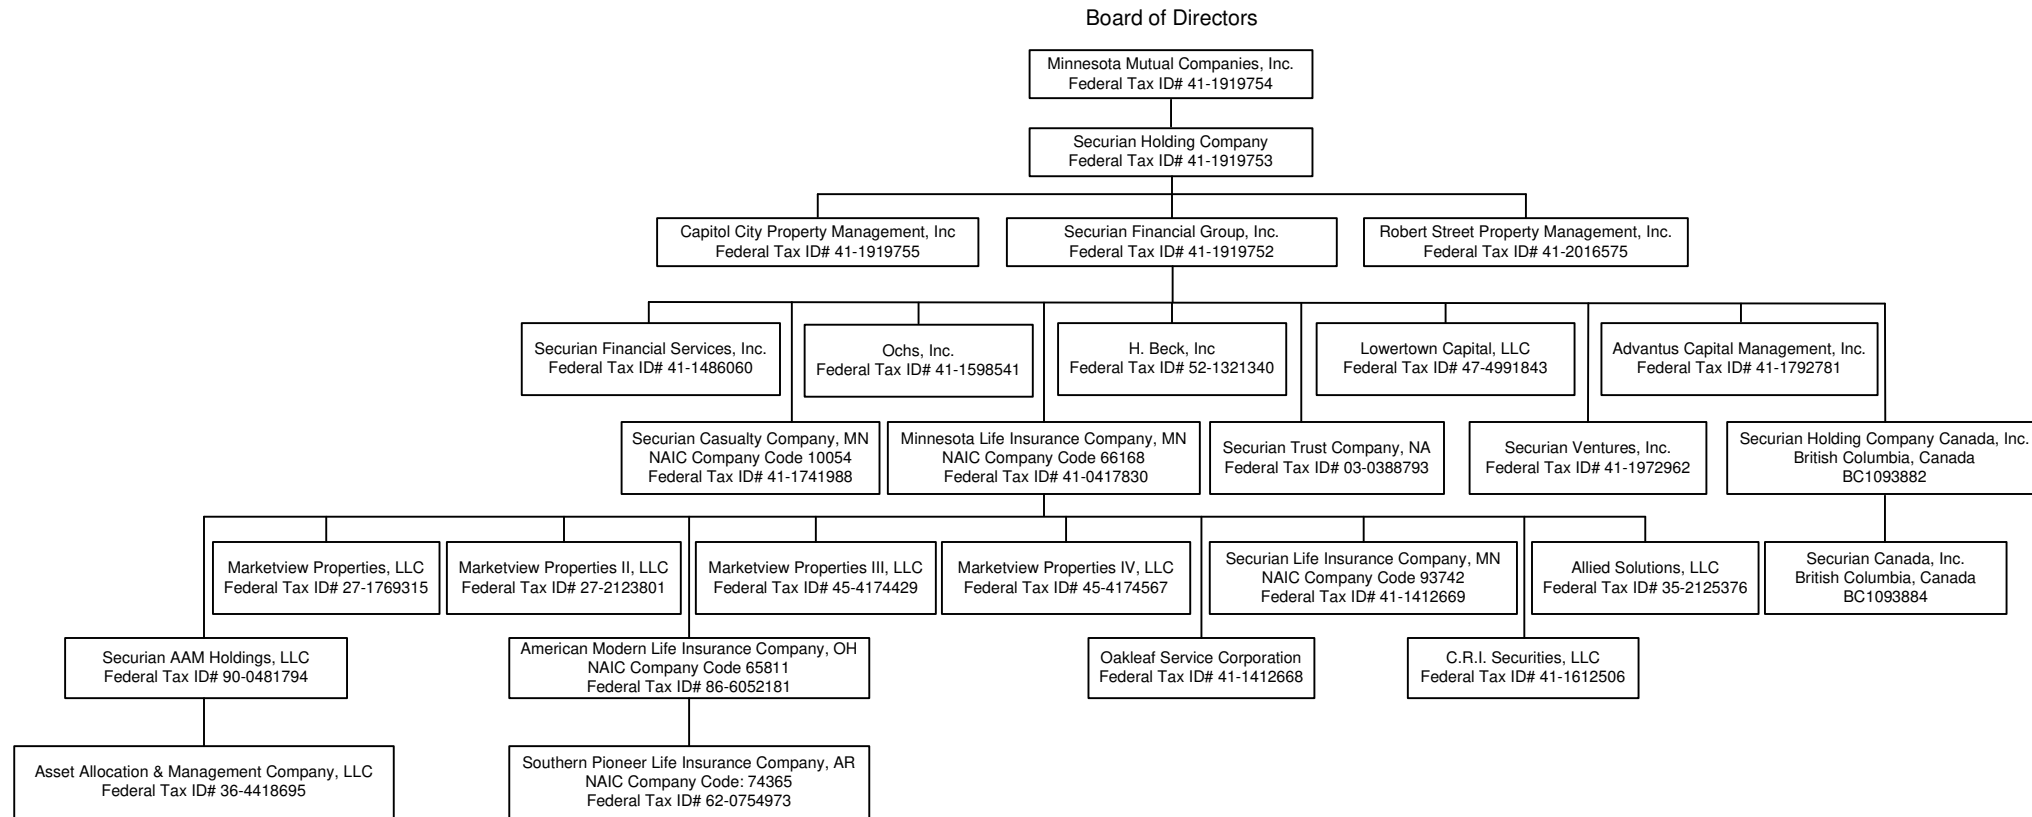 Board of Directors
Minnesota Mutual Companies, Inc.
Federal Tax ID# 41-1919754
Securian Holding Company
Federal Tax ID# 41-1919753
Capitol City Property Management, Inc
Federal Tax ID# 41-1919755
Securian Financial Group, Inc.
Federal Tax ID# 41-1919752
Robert Street Property Management, Inc.
Federal Tax ID# 41-2016575
Securian Financial Services, Inc.
Federal Tax ID# 41-1486060
Ochs, Inc.
Federal Tax ID# 41-1598541
H. Beck, Inc
Federal Tax ID# 52-1321340
Lowertown Capital, LLC
Federal Tax ID# 47-4991843
Advantus Capital Management, Inc.
Federal Tax ID# 41-1792781
Securian Casualty Company, MN
NAIC Company Code 10054
Federal Tax ID# 41-1741988
Minnesota Life Insurance Company, MN
NAIC Company Code 66168
Federal Tax ID# 41-0417830
Securian Trust Company, NA
Federal Tax ID# 03-0388793
Securian Ventures, Inc.
Federal Tax ID# 41-1972962
Securian Holding Company Canada, Inc.
British Columbia, Canada
BC1093882
Marketview Properties, LLC
Federal Tax ID# 27-1769315
Marketview Properties II, LLC
Federal Tax ID# 27-2123801
Marketview Properties III, LLC
Federal Tax ID# 45-4174429
Marketview Properties IV, LLC
Federal Tax ID# 45-4174567
Securian Life Insurance Company, MN
NAIC Company Code 93742
Federal Tax ID# 41-1412669
Allied Solutions, LLC
Federal Tax ID# 35-2125376
Securian Canada, Inc.
British Columbia, Canada
BC1093884
Securian AAM Holdings, LLC
Federal Tax ID# 90-0481794
American Modern Life Insurance Company, OH
NAIC Company Code 65811
Federal Tax ID# 86-6052181
Oakleaf Service Corporation
Federal Tax ID# 41-1412668
C.R.I. Securities, LLC
Federal Tax ID# 41-1612506
Asset Allocation & Management Company, LLC
Federal Tax ID# 36-4418695
Southern Pioneer Life Insurance Company, AR
NAIC Company Code: 74365
Federal Tax ID# 62-0754973